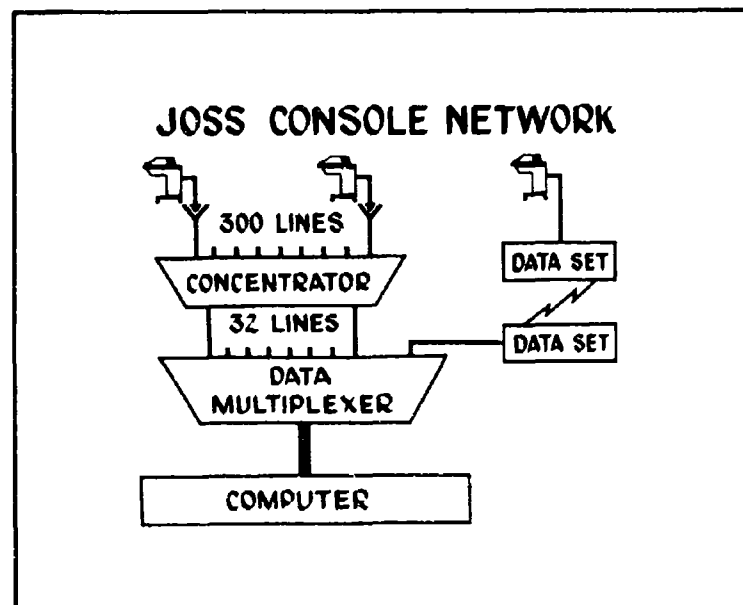 JOSS CONSOLE NETWORK
300 LINES
CONCENTRATOR
DATA SET
32 LINES
DATA SET
DATA
MULTIPLEXER
COMPUTER